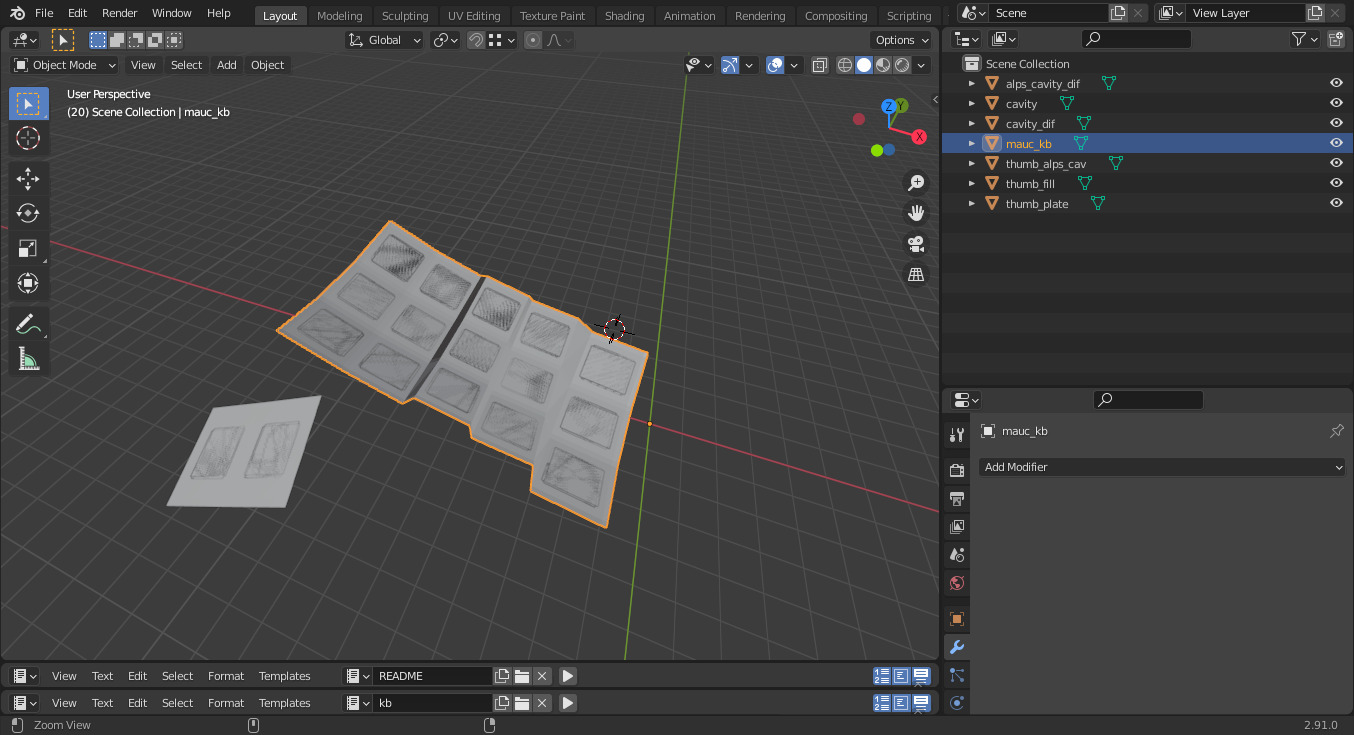 File Edit Render Window Help Layout Modeling Sculpting UV Editing Texture Paint Shading Animation Rendering Compositing Scripting Scene View Layer
Global Options
Object Mode View Select Add Object
User Perspective
(20) Scene Collection | mauc_kb
Z Y
X
Scene Collection
alps_cavity_dif
cavity
cavity_dif
mauc_kb
thumb_alps_cav
thumb_fill
thumb_plate
mauc_kb
Add Modifier
View Text Edit Select Format Templates README
View Text Edit Select Format Templates kb
Zoom View 2.91.0